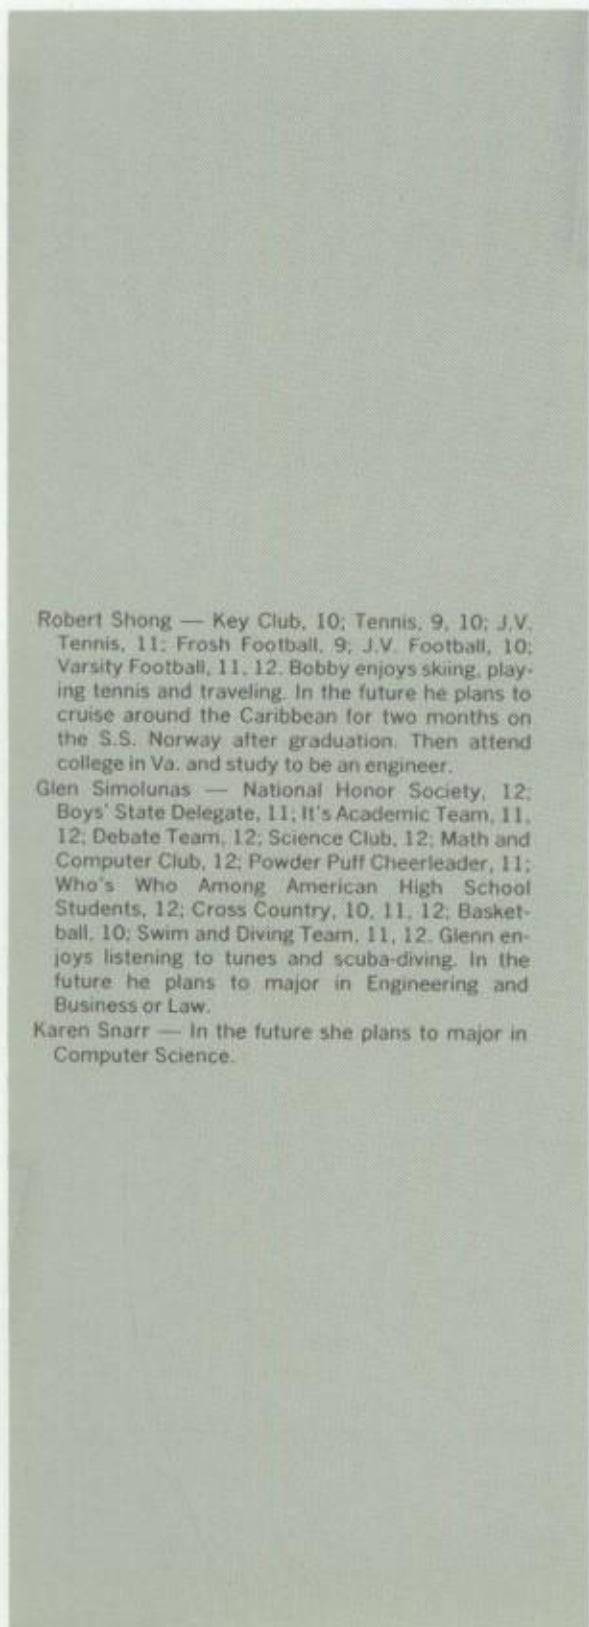 Robert Shong — Key Club, 10; Tennis, 9, 10; J.V.
Tennis, 11; Frosh Football, 9; J.V. Football, 10;
Varsity Football, 11, 12. Bobby enjoys skiing, play-
ing tennis and traveling. In the future he plans to
cruise around the Caribbean for two months on
the S.S. Norway after graduation. Then attend
college in Va. and study to be an engineer.
Glen Simolunas — National Honor Society, 12;
Boys' State Delegate, 11; It's Academic Team, 11,
12; Debate Team, 12; Science Club, 12; Math and
Computer Club, 12; Powder Puff Cheerleader, 11;
Who's Who Among American High School
Students, 12; Cross Country, 10, 11, 12; Basket-
ball, 10; Swim and Diving Team, 11, 12. Glenn en-
joys listening to tunes and scuba-diving. In the
future he plans to major in Engineering and
Business or Law.
Karen Snarr — In the future she plans to major in
Computer Science.